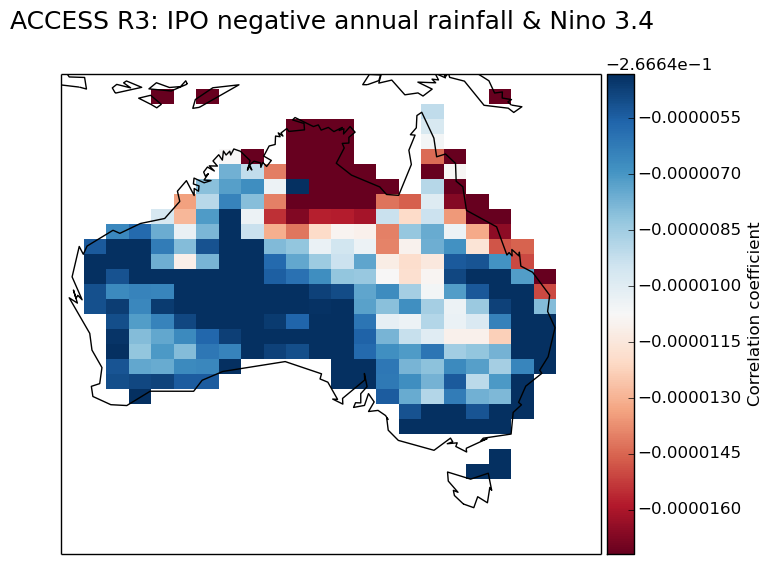 ACCESS R3: IPO negative annual rainfall & Nino 3.4
−2.6664e−1
−0.0000055
−0.0000070
−0.0000085
−0.0000100
−0.0000115
−0.0000130
−0.0000145
−0.0000160
Correlation coefficient